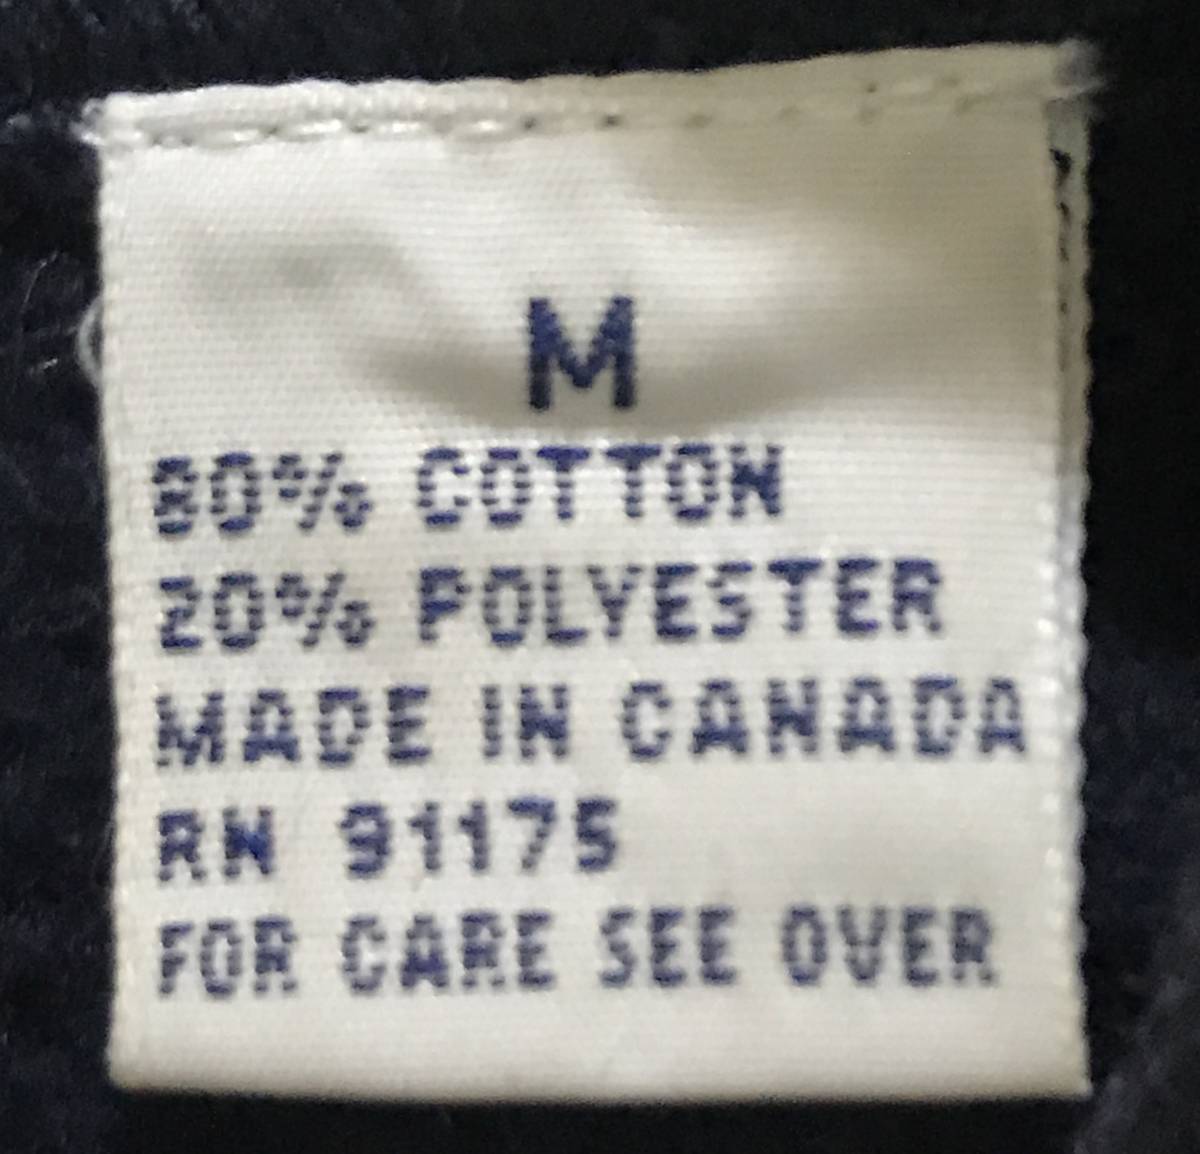 M
80% COTTON
20% POLYESTER
MADE IN CANADA
RN 91175
FOR CARE SEE OVER